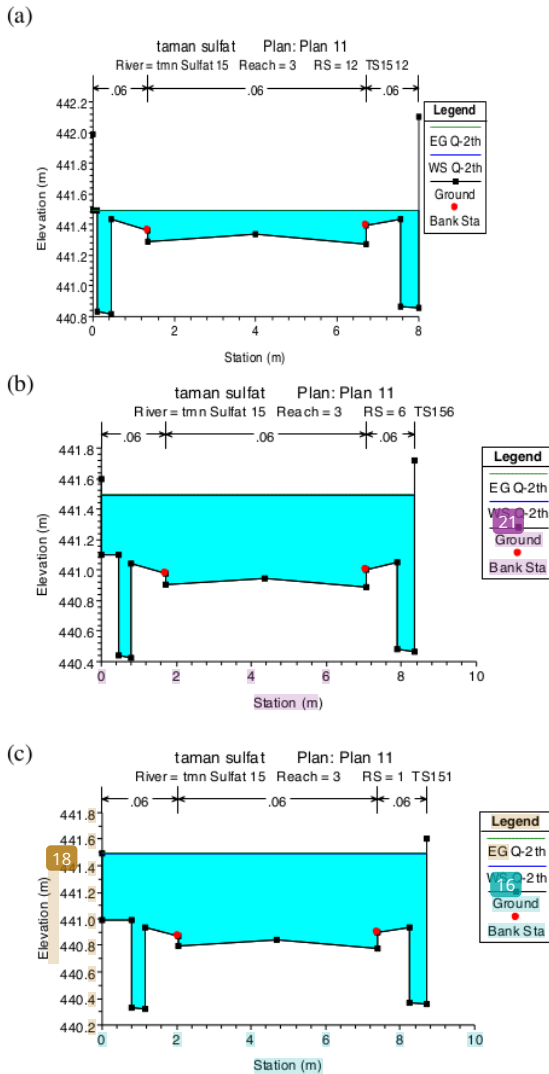 (a)
taman sulfat Plan: Plan 11
River = tmn Sulfat 15 Reach = 3 RS = 12 TS1512
.06 .06 .06
442.2
442.0
441.8
441.6
441.4
441.2
441.0
440.8
Elevation (m)
0 2 4 6 8
Station (m)
Legend
EG Q-2th
WS Q-2th
Ground
Bank Sta
(b)
taman sulfat Plan: Plan 11
River = tmn Sulfat 15 Reach = 3 RS = 6 TS156
.06 .06 .06
441.8
441.6
441.4
441.2
441.0
440.8
440.6
440.4
Elevation (m)
0 2 4 6 8 10
Station (m)
Legend
EG Q-2th
WS Q-2th
21
Ground
Bank Sta
(c)
taman sulfat Plan: Plan 11
River = tmn Sulfat 15 Reach = 3 RS = 1 TS151
.06 .06 .06
441.8
441.6
18
441.4
441.2
441.0
440.8
440.6
440.4
440.2
Elevation (m)
0 2 4 6 8 10
Station (m)
Legend
EG Q-2th
WS Q-2th
16
Ground
Bank Sta